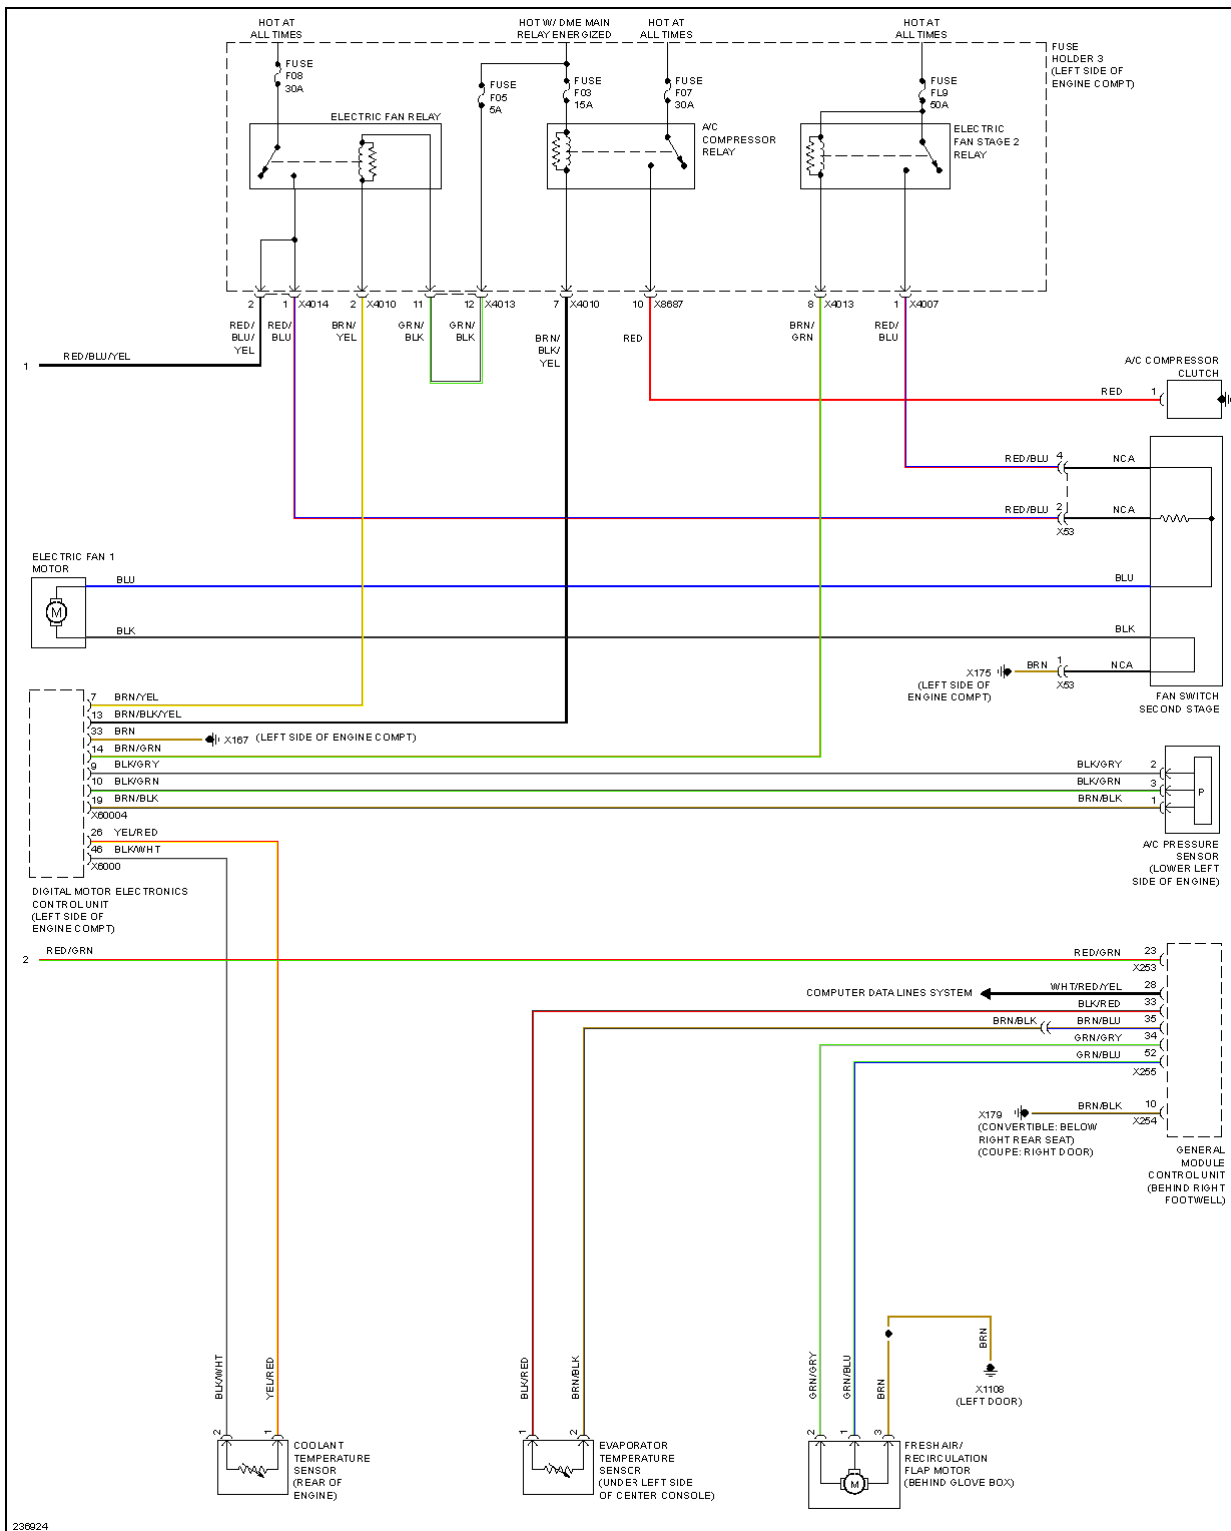 HOT AT
ALL TIMES
HOT W/ DME MAIN
RELAY ENERGIZED
HOT AT
ALL TIMES
HOT AT
ALL TIMES
FUSE
HOLDER 3
(LEFT SIDE OF
ENGINE COMPT)
FUSE
F08
30A
FUSE
F05
5A
FUSE
F03
15A
FUSE
F07
30A
FUSE
FL9
50A
ELECTRIC FAN RELAY
A/C
COMPRESSOR
RELAY
ELECTRIC
FAN STAGE 2
RELAY
2
1
X4014
2
X4010
11
12
X4013
7
X4010
10
X8687
8
X4013
1
X4007
RED/
BLU/
YEL
RED/
BLU
BRN/
YEL
GRN/
BLK
GRN/
BLK
BRN/
BLK/
YEL
RED
BRN/
GRN
RED/
BLU
1
RED/BLU/YEL
A/C COMPRESSOR
CLUTCH
RED
1
RED/BLU
4
NCA
RED/BLU
2
NCA
X53
ELECTRIC FAN 1
MOTOR
M
BLU
BLU
BLK
BLK
X175
(LEFT SIDE OF
ENGINE COMPT)
BRN
1
NCA
X53
FAN SWITCH
SECOND STAGE
7
BRN/YEL
13
BRN/BLK/YEL
33
BRN
X167
(LEFT SIDE OF ENGINE COMPT)
14
BRN/GRN
9
BLK/GRY
BLK/GRY
2
10
BLK/GRN
BLK/GRN
3
19
BRN/BLK
BRN/BLK
1
P
X60004
26
YEL/RED
46
BLK/WHT
X6000
A/C PRESSURE
SENSOR
(LOWER LEFT
SIDE OF ENGINE)
DIGITAL MOTOR ELECTRONICS
CONTROL UNIT
(LEFT SIDE OF
ENGINE COMPT)
2
RED/GRN
RED/GRN
23
X253
COMPUTER DATA LINES SYSTEM
WHT/RED/YEL
28
BLK/RED
33
BRN/BLK
BRN/BLU
35
GRN/GRY
34
GRN/BLU
52
X255
BRN/BLK
10
X254
X179
(CONVERTIBLE: BELOW
RIGHT REAR SEAT)
(COUPE: RIGHT DOOR)
GENERAL
MODULE
CONTROL UNIT
(BEHIND RIGHT
FOOTWELL)
BLK/WHT
YEL/RED
BLK/RED
BRN/BLK
GRN/GRY
GRN/BLU
BRN
BRN
X1108
(LEFT DOOR)
2
1
COOLANT
TEMPERATURE
SENSOR
(REAR OF
ENGINE)
1
2
EVAPORATOR
TEMPERATURE
SENSOR
(UNDER LEFT SIDE
OF CENTER CONSOLE)
2
1
3
M
FRESH AIR/
RECIRCULATION
FLAP MOTOR
(BEHIND GLOVE BOX)
236924